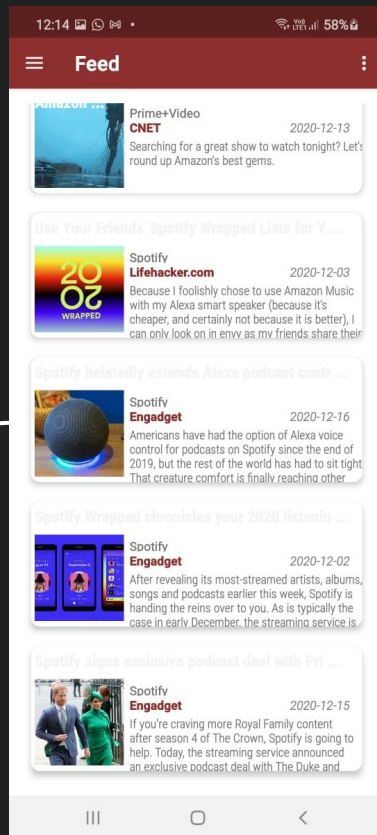 12:14
VoI) LTE1 58%
Feed
Amazon ...
Prime+Video
CNET 2020-12-13
Searching for a great show to watch tonight? Let's
round up Amazon's best gems.
Use Your Friends' Spotify Wrapped Lists for Y ...
Spotify
Lifehacker.com 2020-12-03
20
20
WRAPPED
Because I foolishly chose to use Amazon Music
with my Alexa smart speaker (because it's
cheaper, and certainly not because it is better), I
can only look on in envy as my friends share their
Spotify belatedly extends Alexa podcast contr ...
Spotify
Engadget 2020-12-16
Americans have had the option of Alexa voice
control for podcasts on Spotify since the end of
2019, but the rest of the world has had to sit tight
That creature comfort is finally reaching other
Spotify Wrapped chronicles your 2020 listenin ...
Spotify
Engadget 2020-12-02
After revealing its most-streamed artists, albums,
songs and podcasts earlier this week, Spotify is
handing the reins over to you. As is typically the
case in early December, the streaming service is
Spotify signs exclusive podcast deal with Pri ...
Spotify
Engadget 2020-12-15
If you're craving more Royal Family content
after season 4 of The Crown, Spotify is going to
help. Today, the streaming service announced
an exclusive podcast deal with The Duke and